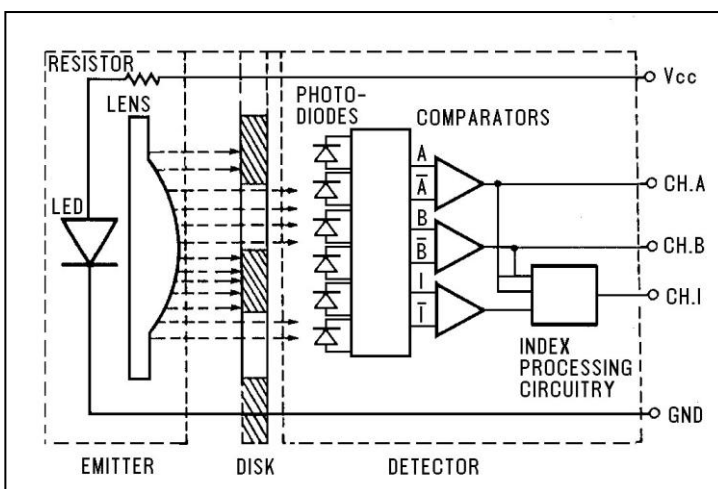 RESISTOR
LENS
LED
PHOTO-
DIODES
COMPARATORS
A
A̅
B
B̅
I
I̅
Vcc
CH.A
CH.B
CH.I
GND
INDEX
PROCESSING
CIRCUITRY
EMITTER
DISK
DETECTOR